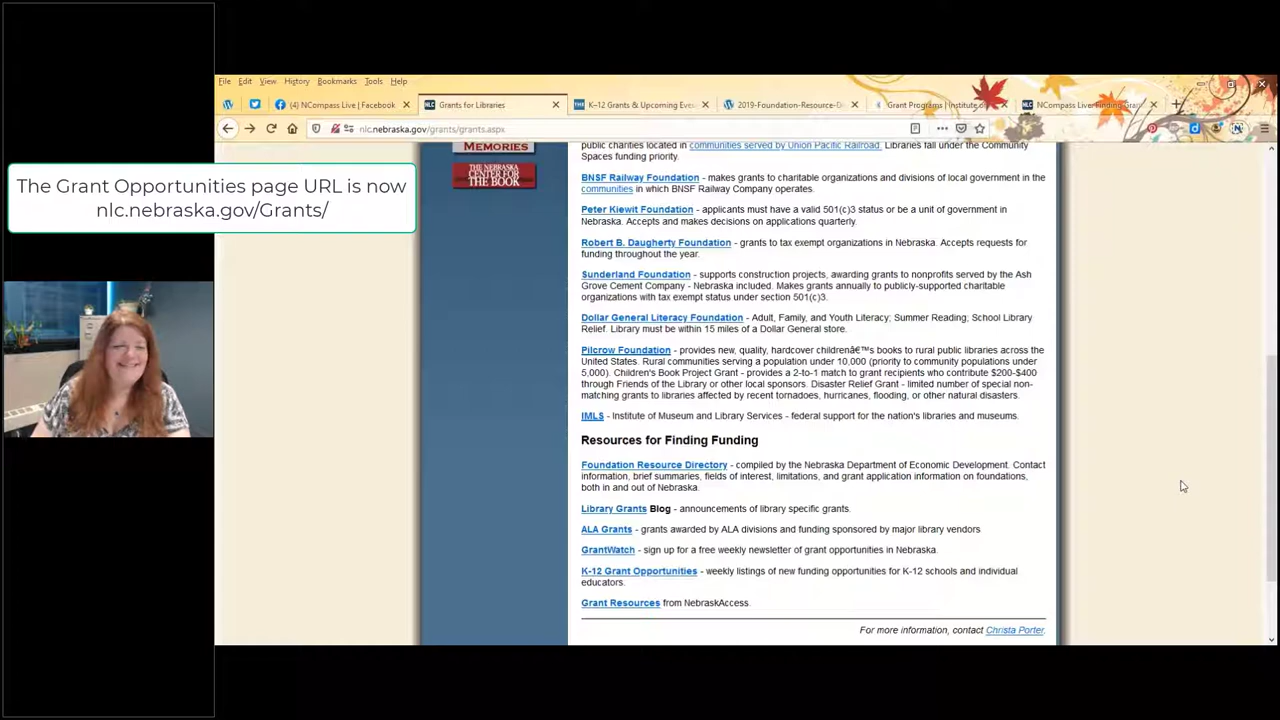 File Edit View History Bookmarks Tools Help
(4) NCompass Live | Facebook
Grants for Libraries
K–12 Grants & Upcoming Eve
2019-Foundation-Resource-D
Grant Programs | Institute o
NCompass Live: Finding Gran
nlc.nebraska.gov/grants/grants.aspx
The Grant Opportunities page URL is now
nlc.nebraska.gov/Grants/
MEMORIES
THE NEBRASKA
CENTER FOR
THE BOOK
public charities located in communities served by Union Pacific Railroad. Libraries fall under the Community
Spaces funding priority.
BNSF Railway Foundation - makes grants to charitable organizations and divisions of local government in the
communities in which BNSF Railway Company operates.
Peter Kiewit Foundation - applicants must have a valid 501(c)3 status or be a unit of government in
Nebraska. Accepts and makes decisions on applications quarterly.
Robert B. Daugherty Foundation - grants to tax exempt organizations in Nebraska. Accepts requests for
funding throughout the year.
Sunderland Foundation - supports construction projects, awarding grants to nonprofits served by the Ash
Grove Cement Company - Nebraska included. Makes grants annually to publicly-supported charitable
organizations with tax exempt status under section 501(c)3.
Dollar General Literacy Foundation - Adult, Family, and Youth Literacy; Summer Reading; School Library
Relief. Library must be within 15 miles of a Dollar General store.
Pilcrow Foundation - provides new, quality, hardcover childrenâ€™s books to rural public libraries across the
United States. Rural communities serving a population under 10,000 (priority to community populations under
5,000). Children's Book Project Grant - provides a 2-to-1 match to grant recipients who contribute $200-$400
through Friends of the Library or other local sponsors. Disaster Relief Grant - limited number of special non-
matching grants to libraries affected by recent tornadoes, hurricanes, flooding, or other natural disasters.
IMLS - Institute of Museum and Library Services - federal support for the nation's libraries and museums.
Resources for Finding Funding
Foundation Resource Directory - compiled by the Nebraska Department of Economic Development. Contact
information, brief summaries, fields of interest, limitations, and grant application information on foundations,
both in and out of Nebraska.
Library Grants Blog - announcements of library specific grants.
ALA Grants - grants awarded by ALA divisions and funding sponsored by major library vendors
GrantWatch - sign up for a free weekly newsletter of grant opportunities in Nebraska.
K-12 Grant Opportunities - weekly listings of new funding opportunities for K-12 schools and individual
educators.
Grant Resources from NebraskAccess.
For more information, contact Christa Porter.